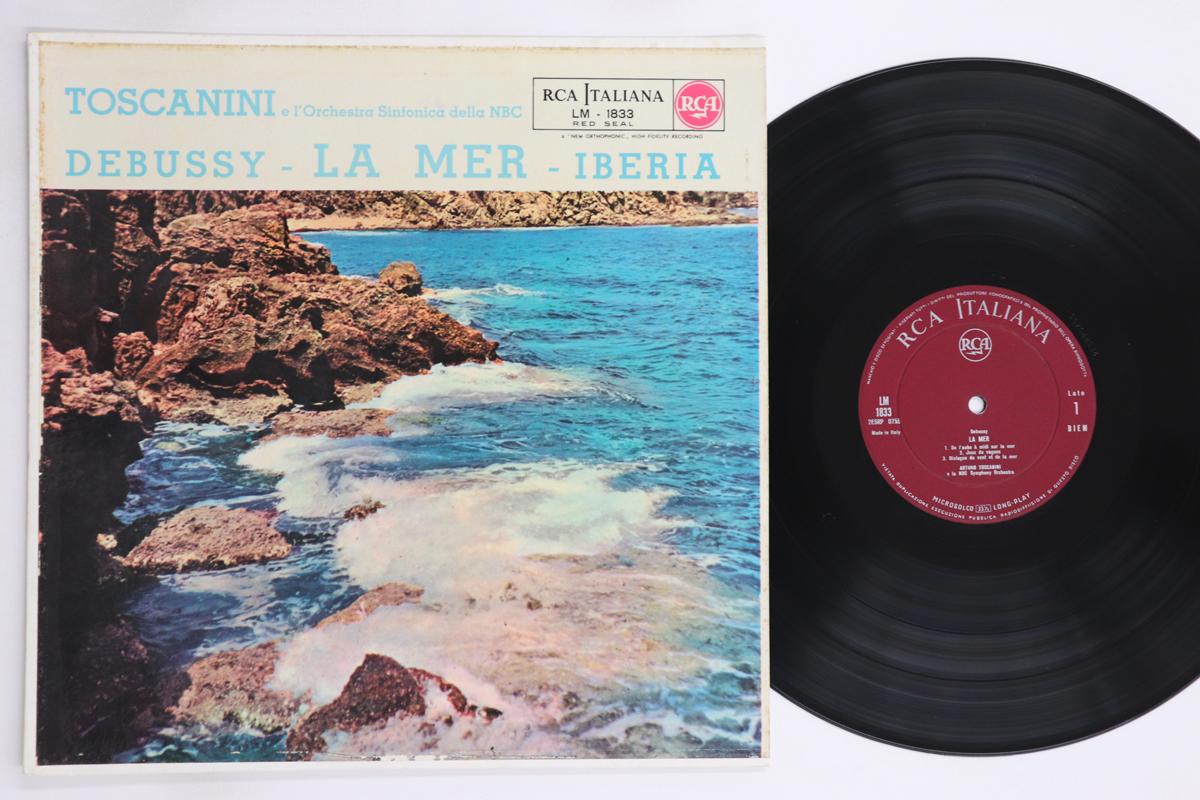 TOSCANINI e l'Orchestra Sinfonica della NBC
RCA ITALIANA
LM - 1833
RED SEAL
RCA
A "NEW ORTHOPHONIC" HIGH FIDELITY RECORDING
DEBUSSY - LA MER - IBERIA
RCA ITALIANA
RCA
LM
1833
Made in Italy
Lato
1
BIEM
Debussy
LA MER
1. De l'aube à midi sur la mer
2. Jeux de vagues
3. Dialogue du vent et de la mer
ARTURO TOSCANINI
e la NBC Symphony Orchestra
MICROSOLCO 33⅓ LONG-PLAY